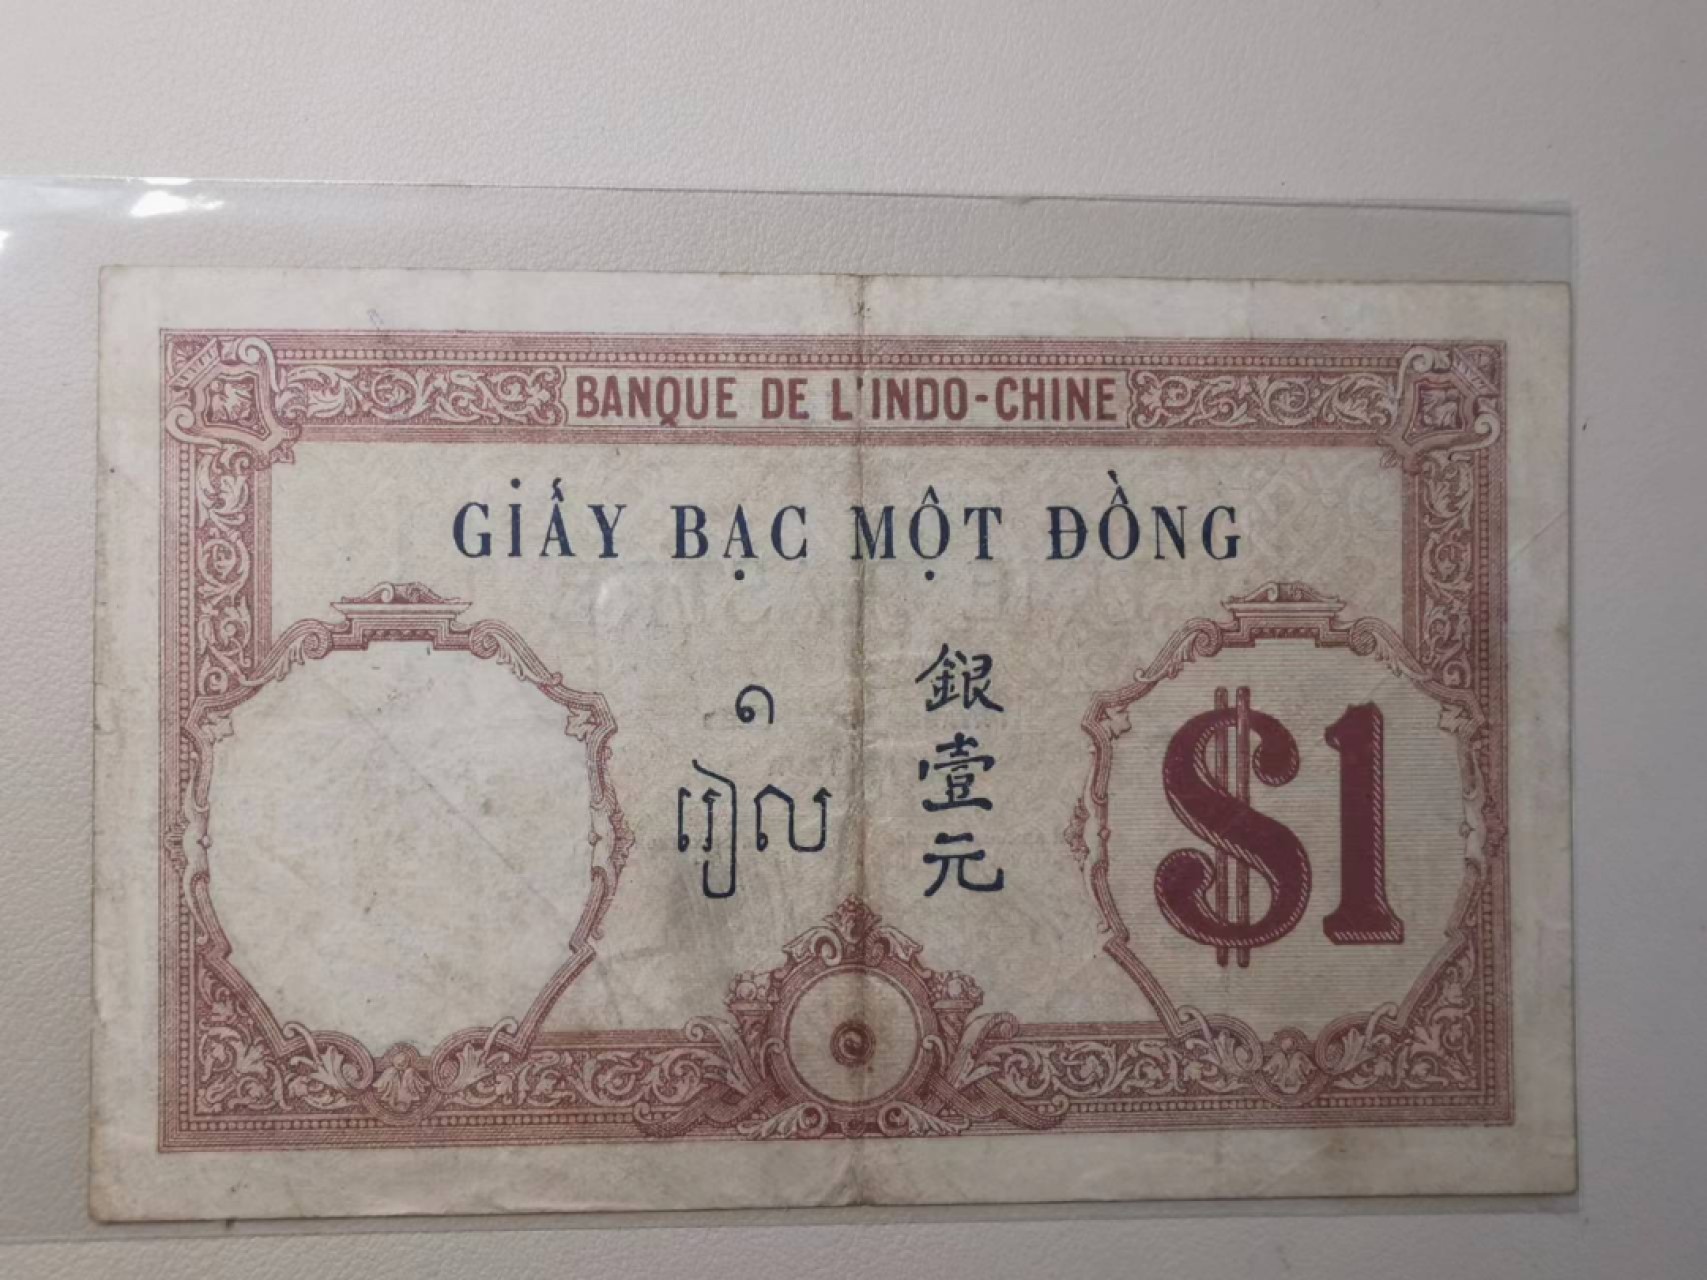 BANQUE DE L'INDO-CHINE
GIẤY BẠC MỘT ĐỒNG
១
រៀល
銀壹元
$1